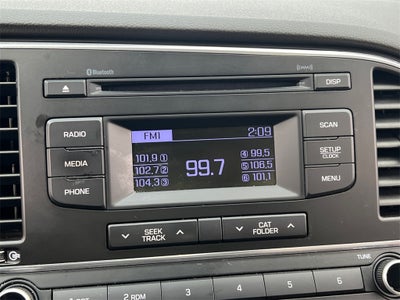 Bluetooth
DISP
RADIO
MEDIA
PHONE
FM1 2:09
101.9 1 99.7 4 99.5
102.7 2 5 106.5
104.3 3 6 101.1
SCAN
SETUP
/CLOCK
MENU
SEEK
TRACK
CAT
FOLDER
TUNE
2 RDM 3 4 5 6